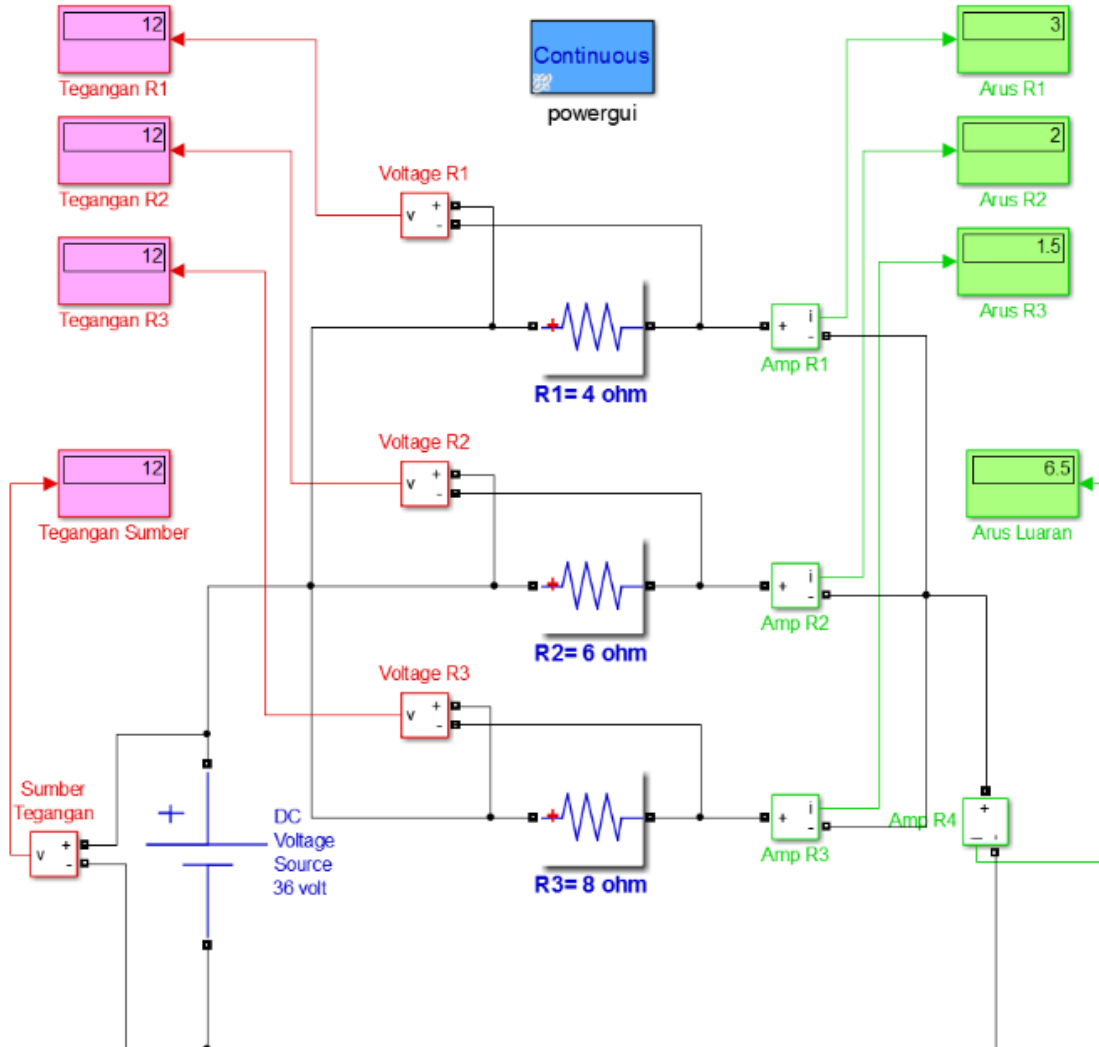 12
Tegangan R1
12
Tegangan R2
12
Tegangan R3
12
Tegangan Sumber
Continuous
powergui
3
Arus R1
2
Arus R2
1.5
Arus R3
6.5
Arus Luaran
Voltage R1
v
+
-
R1= 4 ohm
+
i
-
Amp R1
Voltage R2
v
+
-
R2= 6 ohm
+
i
-
Amp R2
Voltage R3
v
+
-
R3= 8 ohm
+
i
-
Amp R3
Amp R4
+
Sumber
Tegangan
v
+
-
+
DC
Voltage
Source
36 volt